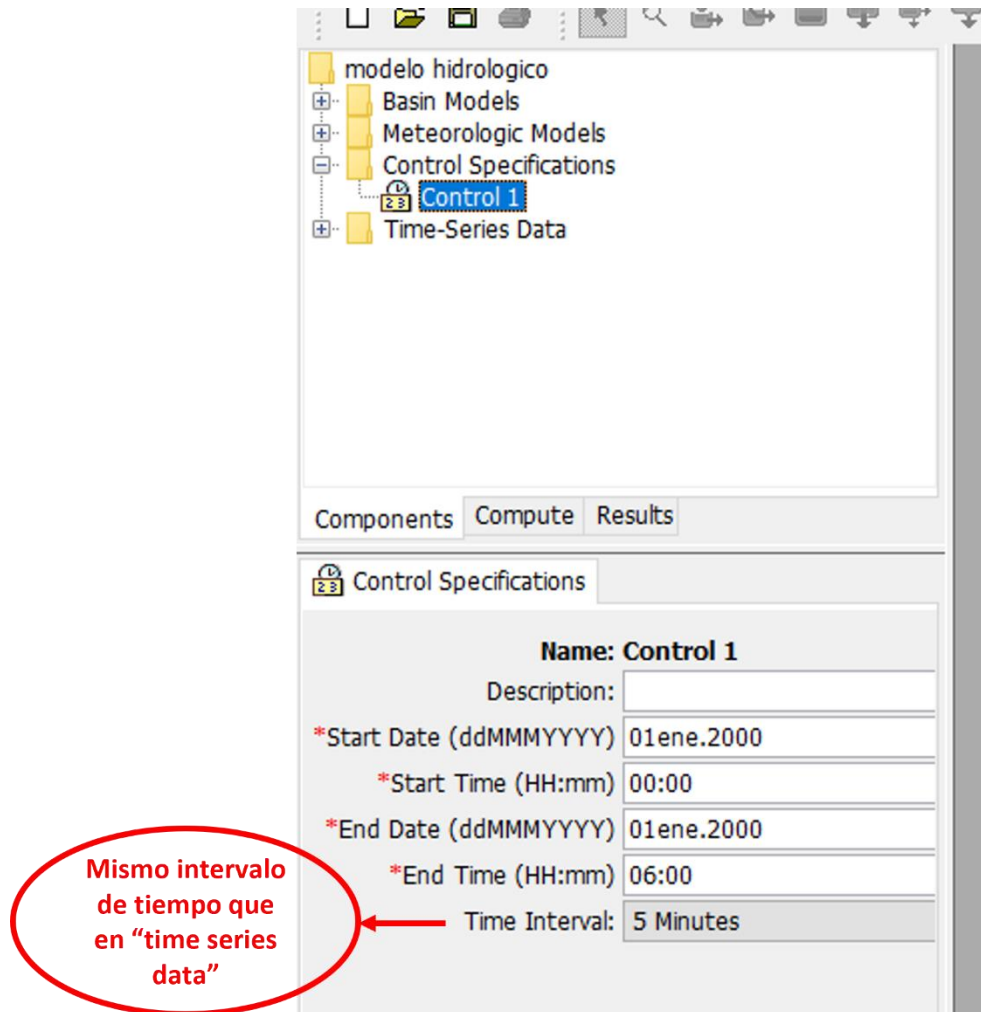 modelo hidrologico
Basin Models
Meteorologic Models
Control Specifications
Control 1
Time-Series Data
Components Compute Results
Control Specifications
Name: Control 1
Description:
*Start Date (ddMMMYYYY) 01ene.2000
*Start Time (HH:mm) 00:00
*End Date (ddMMMYYYY) 01ene.2000
*End Time (HH:mm) 06:00
Time Interval: 5 Minutes
Mismo intervalo
de tiempo que
en “time series
data”